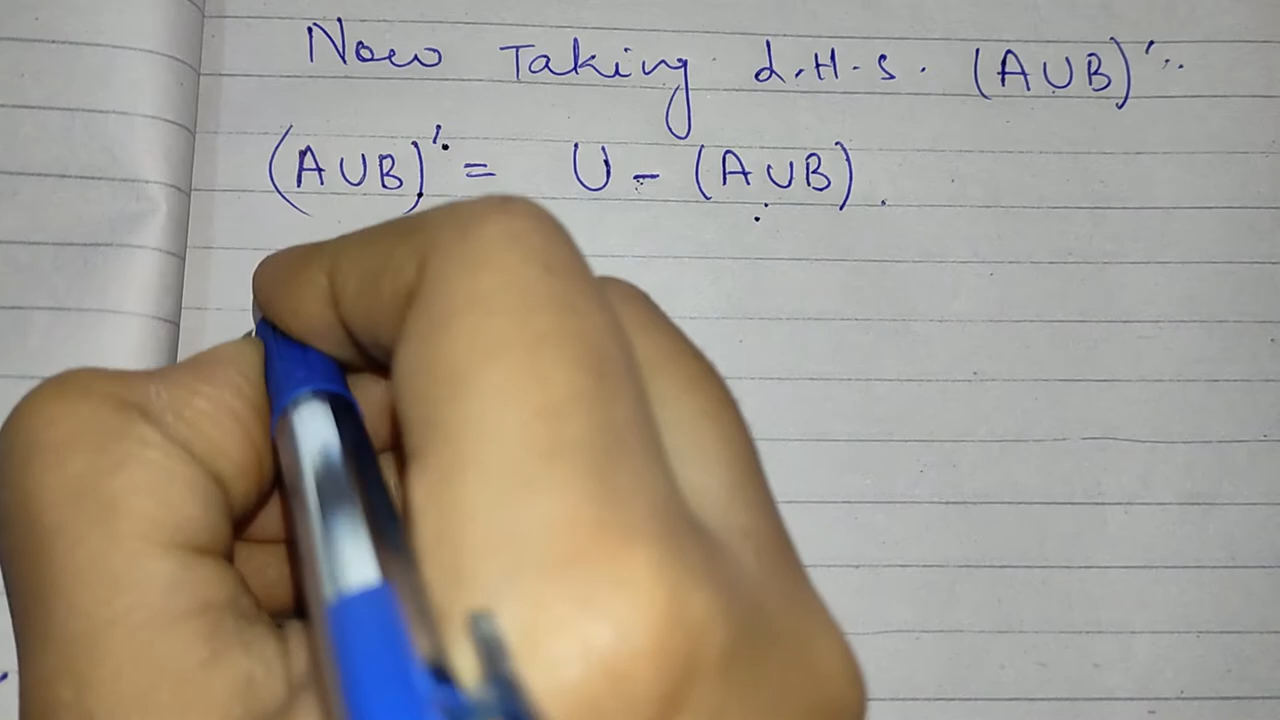 Now Taking L.H.S. (A∪B)'
(A∪B)' = U - (A∪B).